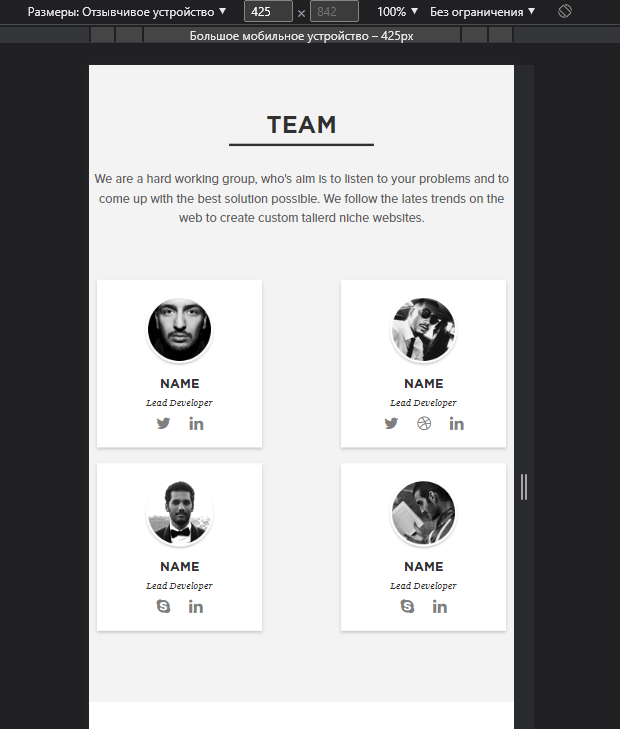 Размеры: Отзывчивое устройство ▼ 425 × 842 100% ▼ Без ограничения ▼
Большое мобильное устройство – 425px
TEAM
We are a hard working group, who's aim is to listen to your problems and to
come up with the best solution possible. We follow the lates trends on the
web to create custom tailerd niche websites.
NAME
Lead Developer
NAME
Lead Developer
NAME
Lead Developer
NAME
Lead Developer